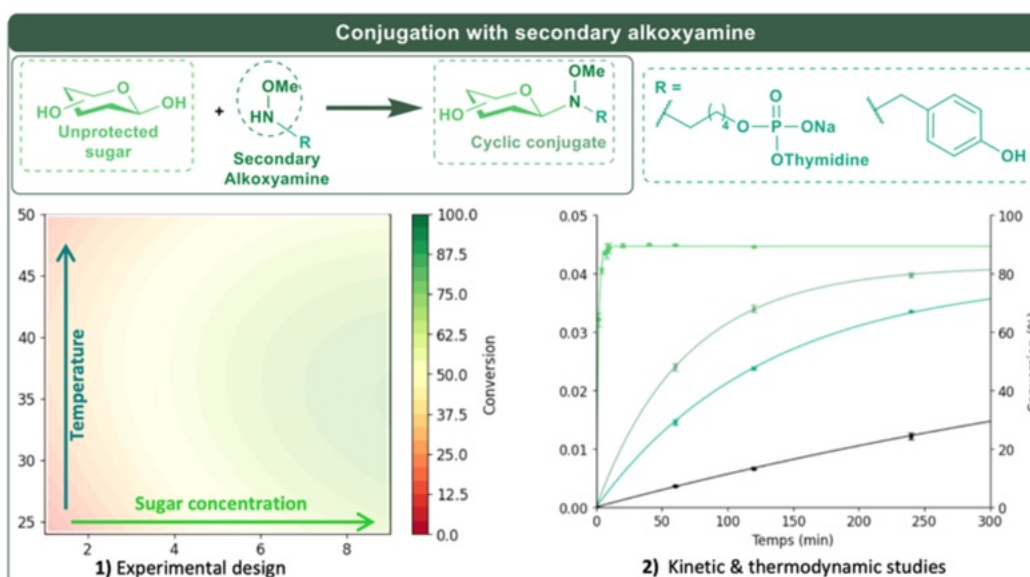 Conjugation with secondary alkoxyamine
HO
O
OH
Unprotected
sugar
+
OMe
HN
R
Secondary
Alkoxyamine
OMe
HO
O
N
R
Cyclic conjugate
R =
O
4
O
P
ONa
OThymidine
OH
50
45
40
35
30
25
2
4
6
8
Temperature
Sugar concentration
100.0
87.5
75.0
62.5
50.0
37.5
25.0
12.5
0.0
Conversion
1) Experimental design
0.05
0.04
0.03
0.02
0.01
0.00
0
50
100
150
200
250
300
Temps (min)
100
80
60
40
20
0
2) Kinetic & thermodynamic studies